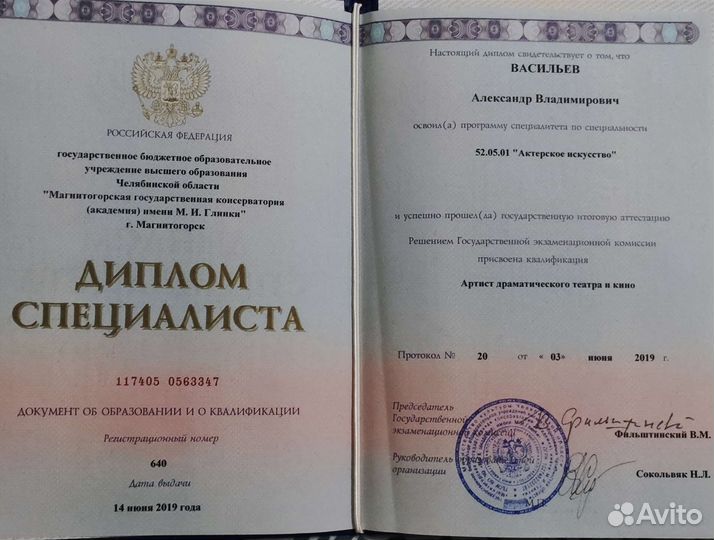 РОССИЙСКАЯ ФЕДЕРАЦИЯ
государственное бюджетное образовательное
учреждение высшего образования
Челябинской области
"Магнитогорская государственная консерватория
(академия) имени М. И. Глинки"
г. Магнитогорск
ДИПЛОМ
СПЕЦИАЛИСТА
117405 0563347
ДОКУМЕНТ ОБ ОБРАЗОВАНИИ И О КВАЛИФИКАЦИИ
Регистрационный номер
640
Дата выдачи
14 июня 2019 года
Настоящий диплом свидетельствует о том, что
ВАСИЛЬЕВ
Александр Владимирович
освоил(а) программу специалитета по специальности
52.05.01 "Актерское искусство"
и успешно прошел(ла) государственную итоговую аттестацию
Решением Государственной экзаменационной комиссии
присвоена квалификация
Артист драматического театра и кино
Протокол № 20 от « 03» июня 2019 г.
Председатель
Государственной
экзаменационной комиссии
Фильштинский В.М.
Руководитель образовательной
организации
Сокольвяк Н.Л.
М.П.
Avito